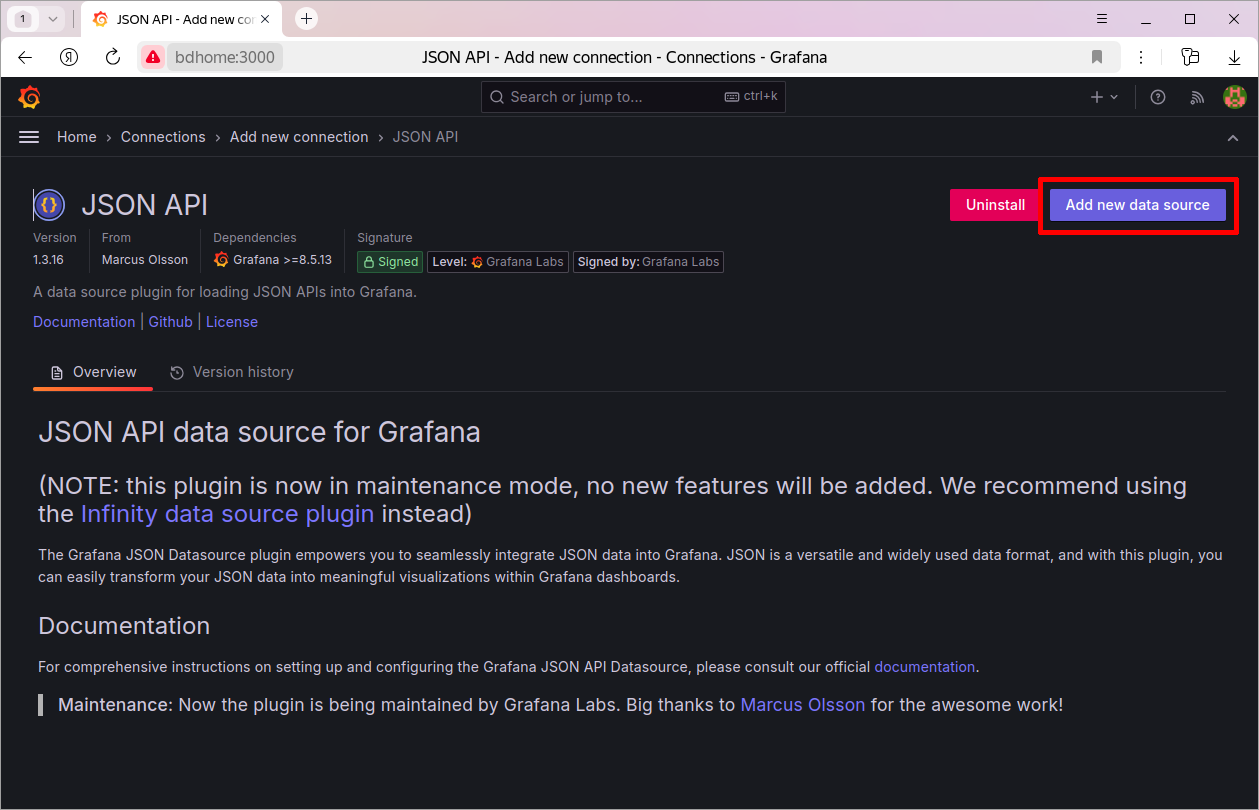 1
JSON API - Add new cor
bdhome:3000
JSON API - Add new connection - Connections - Grafana
Search or jump to...
ctrl+k
Home › Connections › Add new connection › JSON API
JSON API
Uninstall
Add new data source
Version
From
Dependencies
Signature
1.3.16
Marcus Olsson
Grafana >=8.5.13
Signed
Level: Grafana Labs
Signed by: Grafana Labs
A data source plugin for loading JSON APIs into Grafana.
Documentation | Github | License
Overview
Version history
JSON API data source for Grafana
(NOTE: this plugin is now in maintenance mode, no new features will be added. We recommend using
the Infinity data source plugin instead)
The Grafana JSON Datasource plugin empowers you to seamlessly integrate JSON data into Grafana. JSON is a versatile and widely used data format, and with this plugin, you
can easily transform your JSON data into meaningful visualizations within Grafana dashboards.
Documentation
For comprehensive instructions on setting up and configuring the Grafana JSON API Datasource, please consult our official documentation.
Maintenance: Now the plugin is being maintained by Grafana Labs. Big thanks to Marcus Olsson for the awesome work!